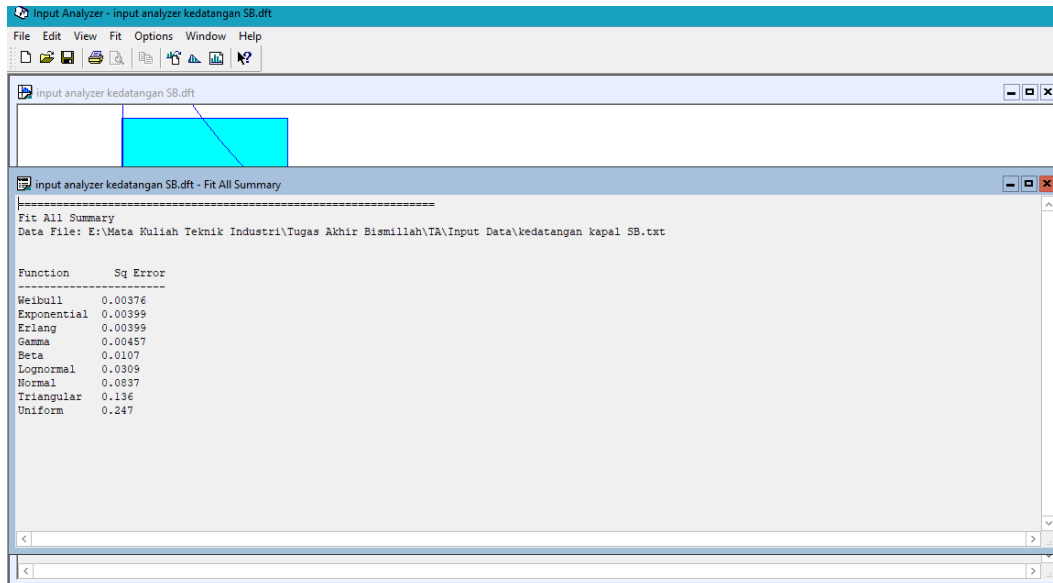 Input Analyzer - input analyzer kedatangan SB.dft
File Edit View Fit Options Window Help
input analyzer kedatangan SB.dft
input analyzer kedatangan SB.dft - Fit All Summary
=================================================================
Fit All Summary
Data File: E:\Mata Kuliah Teknik Industri\Tugas Akhir Bismillah\TA\Input Data\kedatangan kapal SB.txt
Function Sq Error
-----------------------
Weibull 0.00376
Exponential 0.00399
Erlang 0.00399
Gamma 0.00457
Beta 0.0107
Lognormal 0.0309
Normal 0.0837
Triangular 0.136
Uniform 0.247